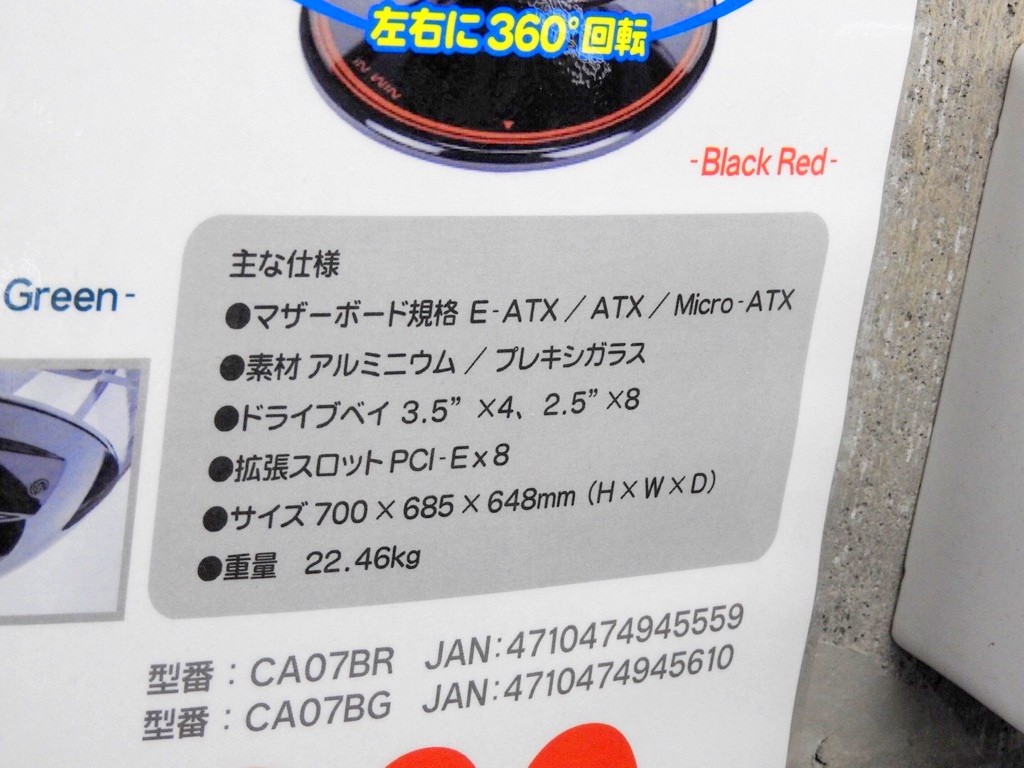 左右に360°回転
-Black Red-
Green-
主な仕様
●マザーボード規格 E-ATX / ATX / Micro-ATX
●素材 アルミニウム / プレキシガラス
●ドライブベイ 3.5” ×4、2.5”×8
●拡張スロット PCI-E x 8
●サイズ 700 × 685 × 648mm (H×W×D)
●重量 22.46kg
型番：CA07BR JAN:4710474945559
型番：CA07BG JAN:4710474945610